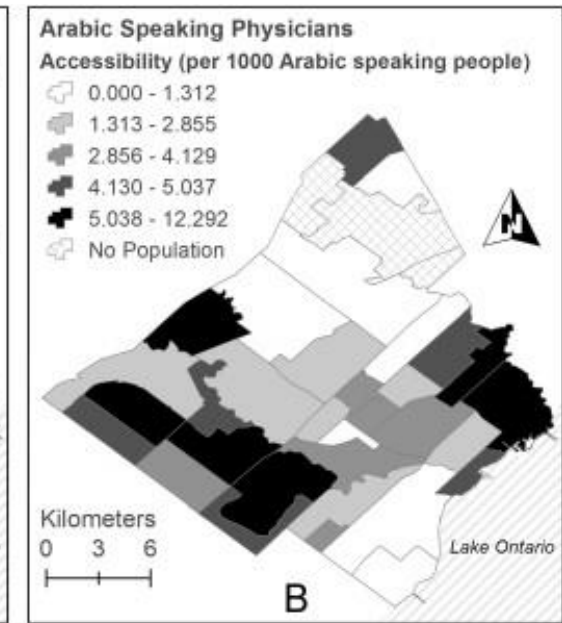 Arabic Speaking Physicians
Accessibility (per 1000 Arabic speaking people)
0.000 - 1.312
1.313 - 2.855
2.856 - 4.129
4.130 - 5.037
5.038 - 12.292
No Population
N
Kilometers
0 3 6
Lake Ontario
B